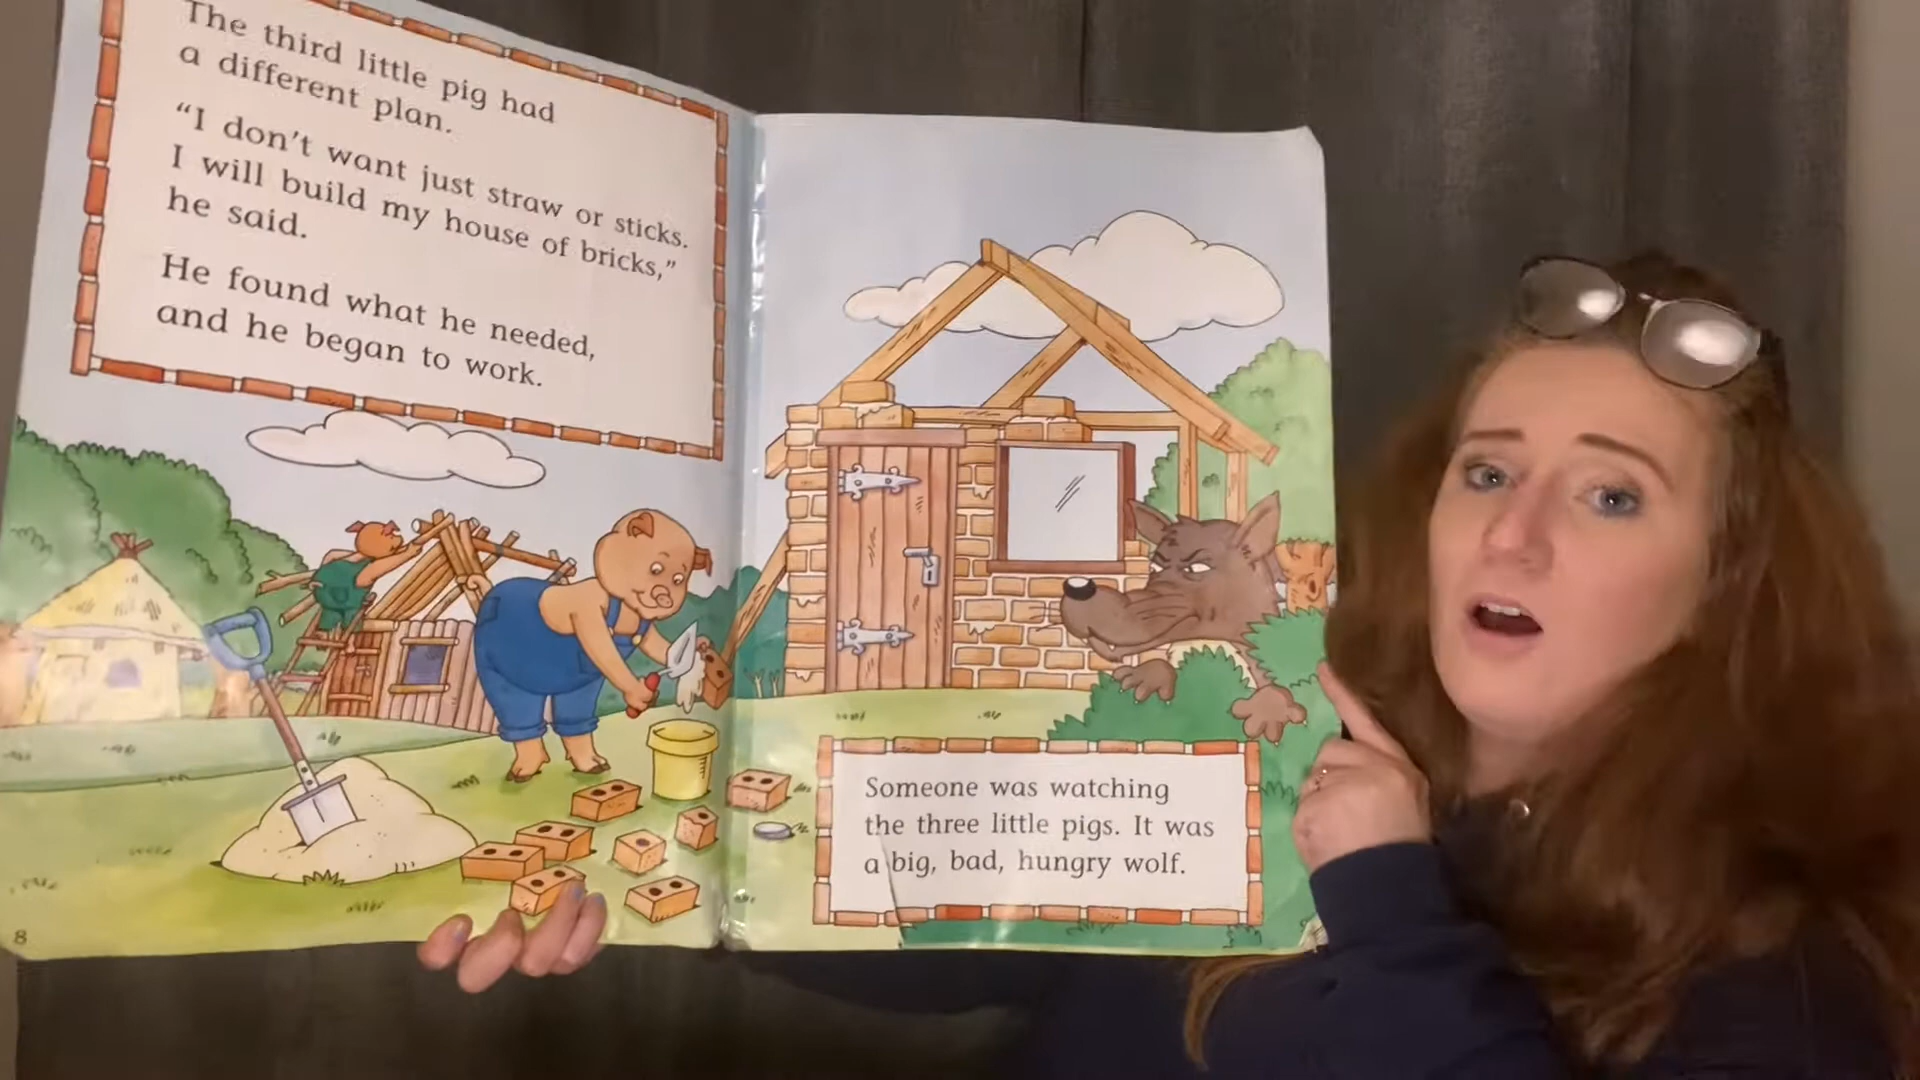 The third little pig had
a different plan.
“I don’t want just straw or sticks.
I will build my house of bricks,”
he said.
He found what he needed,
and he began to work.
8
Someone was watching
the three little pigs. It was
a big, bad, hungry wolf.